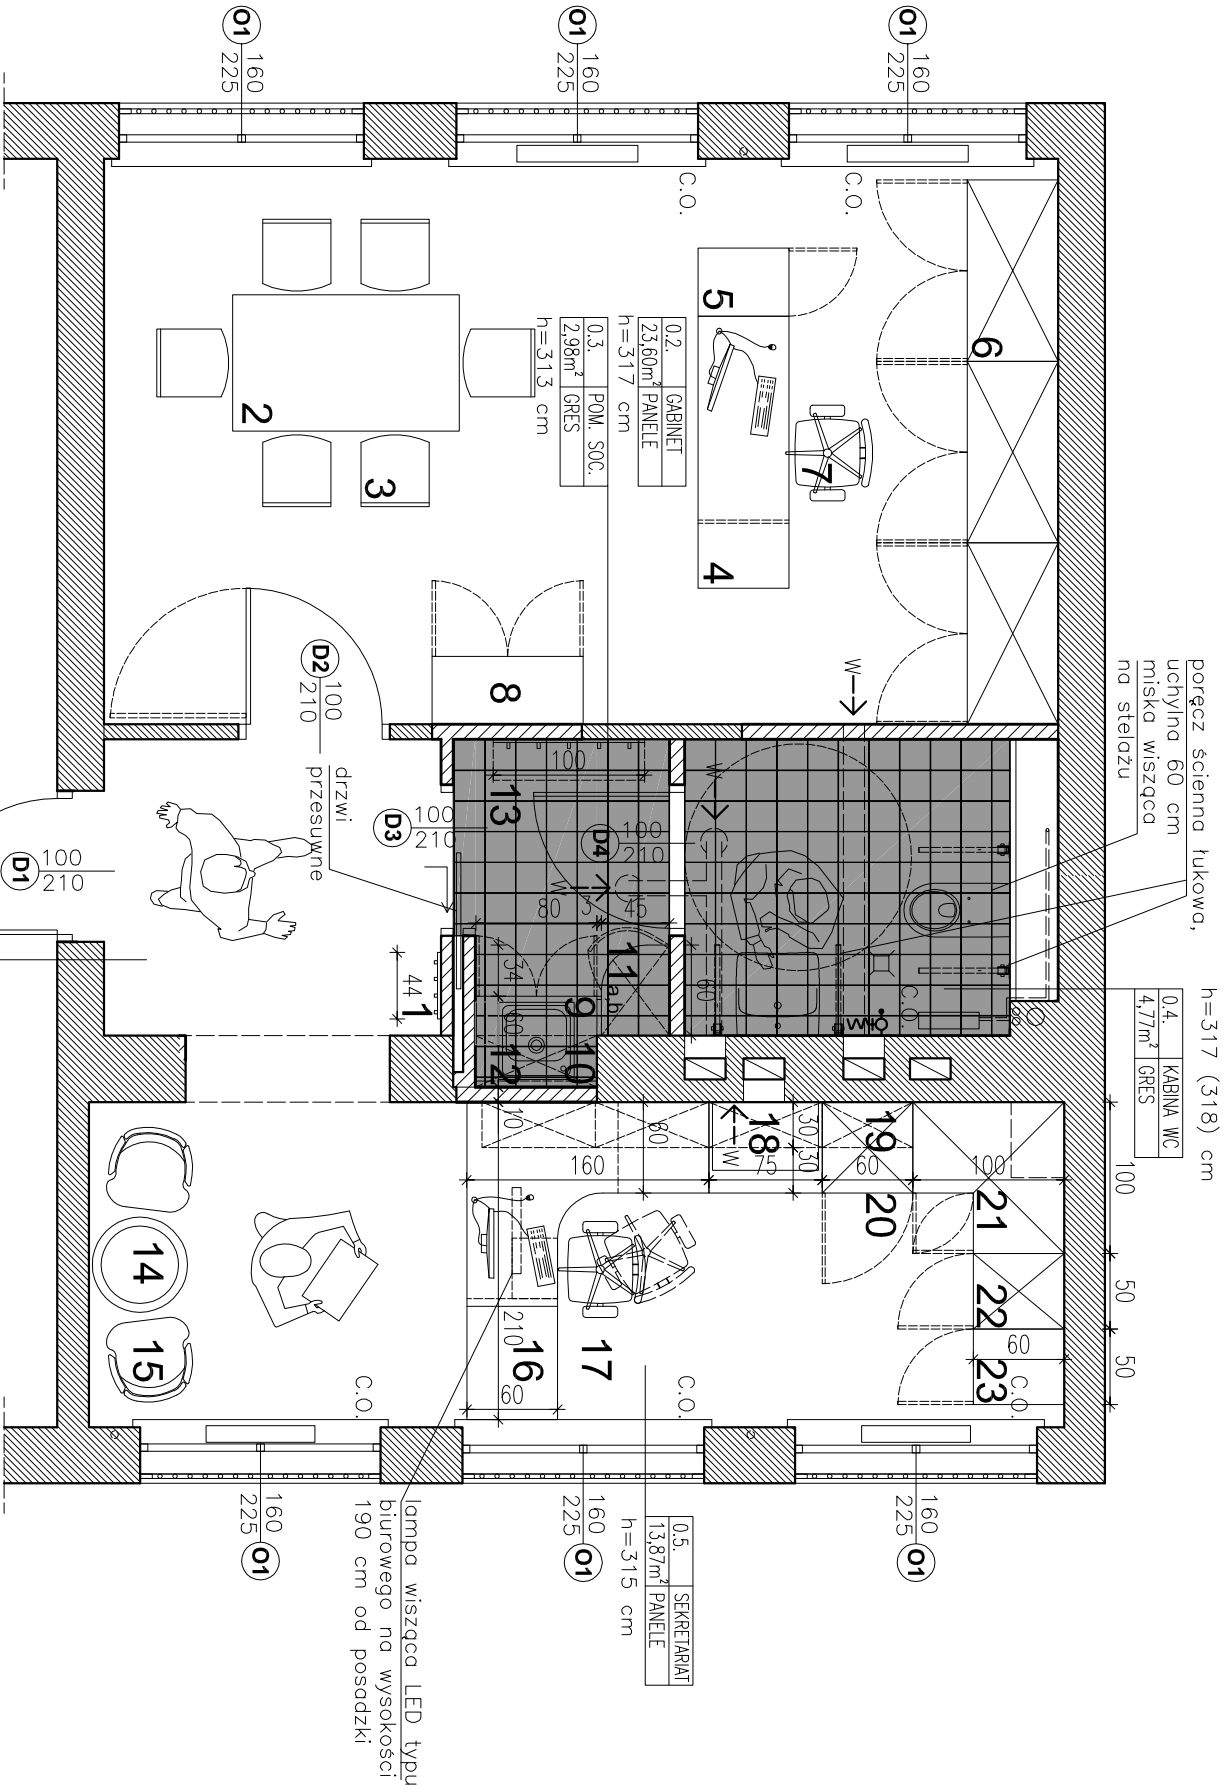 O1 160
225
O1 160
225
O1 160
225
C.O.
C.O.
6
5
7
4
0.2. GABINET
23,60m² PANELE
h=317 cm
0.3. POM. SOC.
2,98m² GRES
h=313 cm
2
3
8
W
poręcz ścienna łukowa,
uchylna 60 cm
miska wisząca
na stelażu
h=317 (318) cm
0.4. KABINA WC
4,77m² GRES
D2 100
210
drzwi
przesuwne
D3 100
210
D4 100
210
D1 100
210
100
13
W
W
80 3 45
11 a,b
60
C.O.
34
9
60
10
12
44
1
10
160
60
18
W
30
30
75
19
60
20
100
21
22
23
60
100
50
50
14
15
16
210
60
17
C.O.
C.O.
C.O.
O1 160
225
O1 160
225
O1 160
225
0.5. SEKRETARIAT
13,87m² PANELE
h=315 cm
lampa wisząca LED typu
biurowego na wysokości
190 cm od posadzki